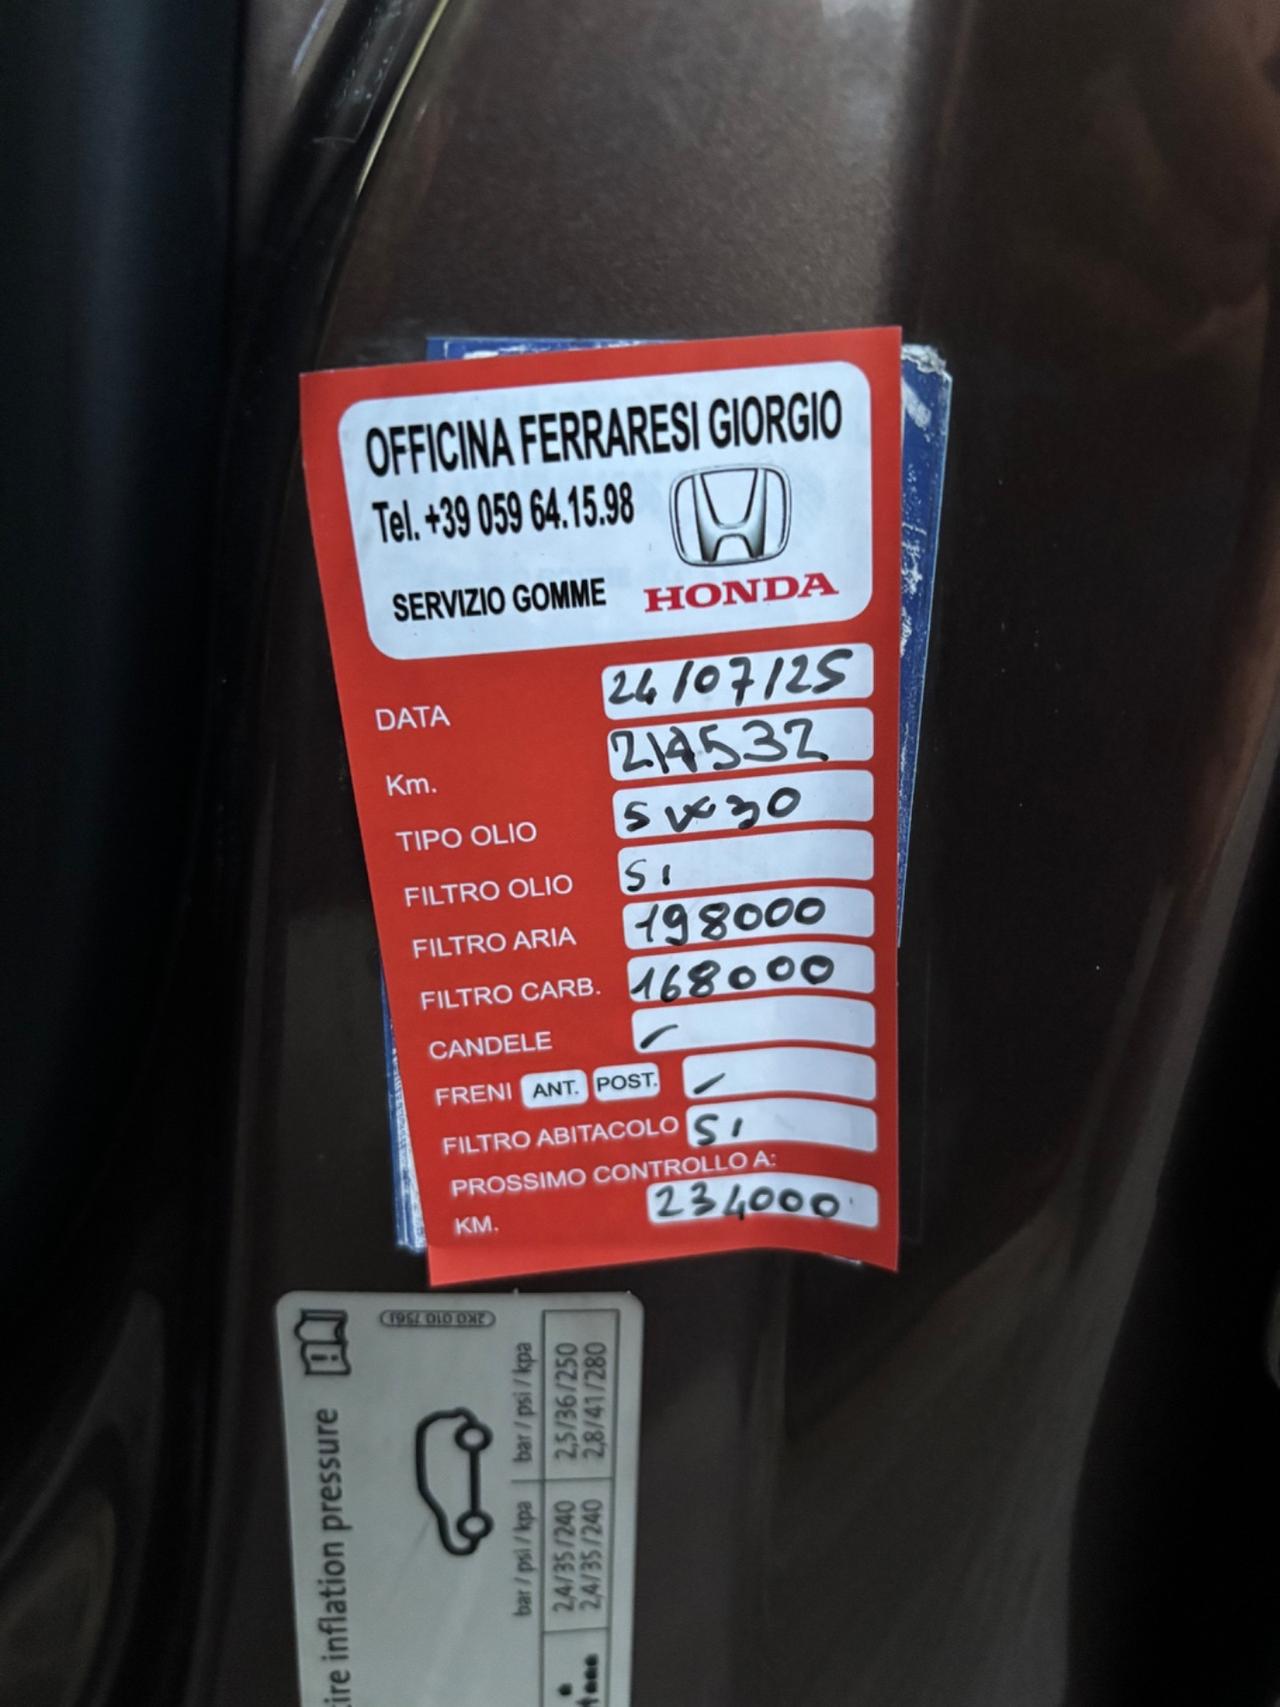 OFFICINA FERRARESI GIORGIO
Tel. +39 059 64.15.98
SERVIZIO GOMME
HONDA
DATA 24/07/25
Km. 214532
TIPO OLIO 5W30
FILTRO OLIO SI
FILTRO ARIA 198000
FILTRO CARB. 168000
CANDELE -
FRENI ANT. POST. -
FILTRO ABITACOLO SI
PROSSIMO CONTROLLO A:
KM. 234000
2K0 010 756J
tire inflation pressure
bar / psi / kpa bar / psi / kpa
2,4/35/240 2,5/36/250
2,4/35/240 2,8/41/280